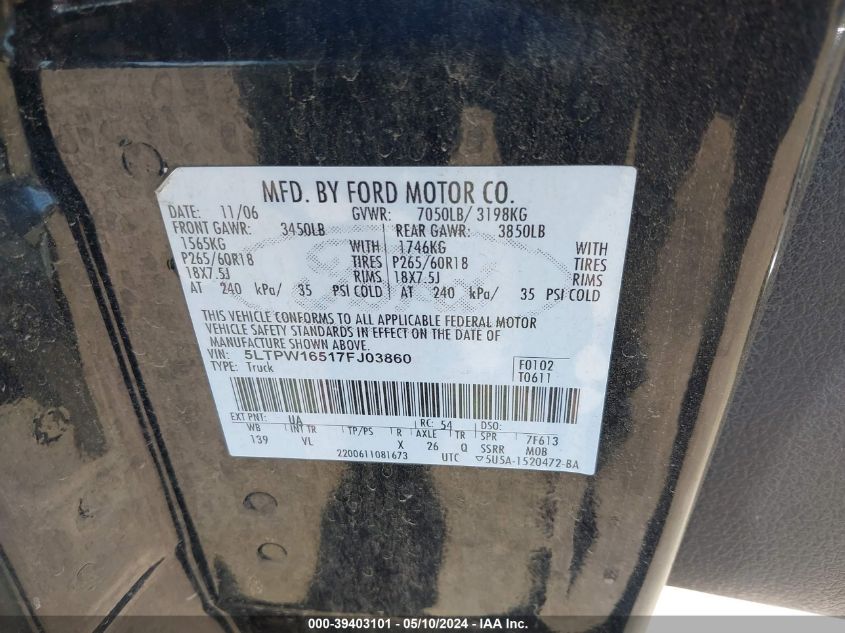 MFD. BY FORD MOTOR CO.
DATE: 11/06 GVWR: 7050LB/ 3198KG
FRONT GAWR: 3450LB REAR GAWR: 3850LB
1565KG WITH 1746KG WITH
P265/60R18 TIRES P265/60R18 TIRES
18X7.5J RIMS 18X7.5J RIMS
AT 240 kPa/ 35 PSI COLD AT 240 kPa/ 35 PSI COLD
THIS VEHICLE CONFORMS TO ALL APPLICABLE FEDERAL MOTOR
VEHICLE SAFETY STANDARDS IN EFFECT ON THE DATE OF
MANUFACTURE SHOWN ABOVE.
VIN: 5LTPW16517FJ03860 F0102
TYPE: Truck T0611
EXT PNT: UA RC: 54 DSO:
WB INT TR TP/PS R AXLE TR SPR 7F613
139 VL X 26 Q SSRR MOB
2200611081673 UTC ▽5U5A-1520472-BA
000-39403101 - 05/10/2024 - IAA Inc.